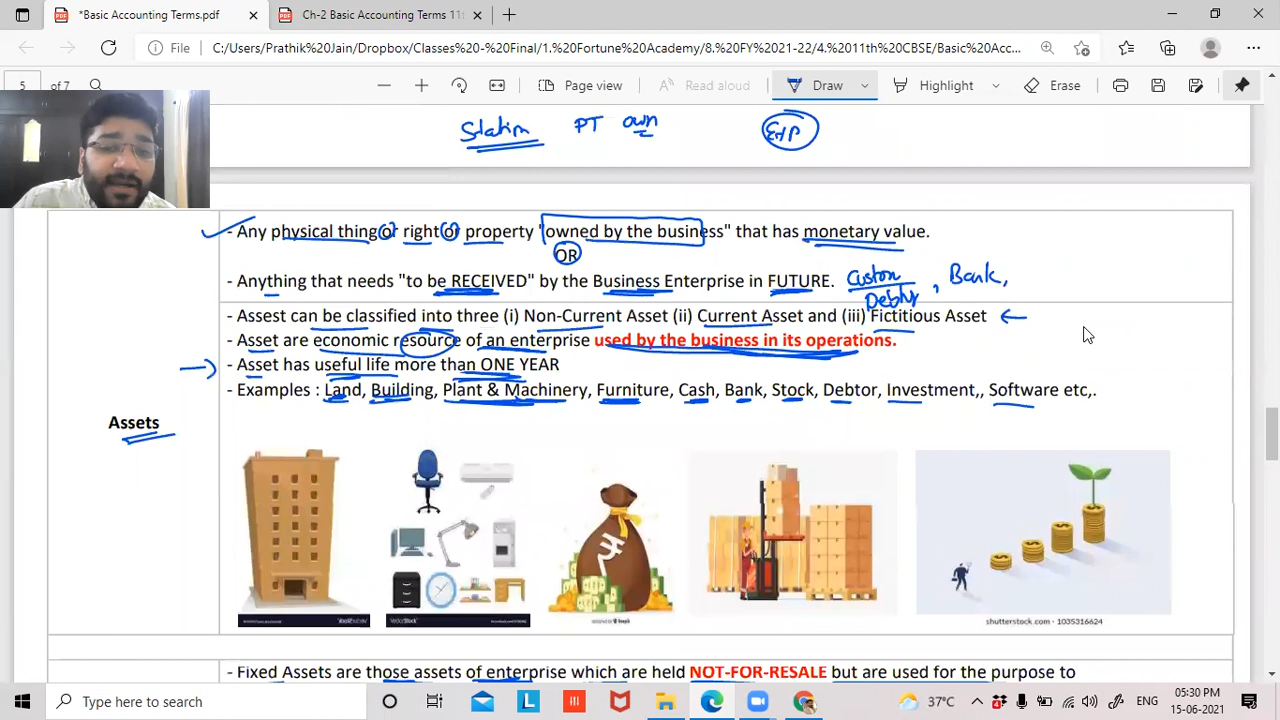 *Basic Accounting Terms.pdf
Ch-2 Basic Accounting Terms 11t
File C:/Users/Prathik%20Jain/Dropbox/Classes%20-%20Final/1.%20Fortune%20Academy/8.%20FY%2021-22/4.%2011th%20CBSE/Basic%20Acc...
5 of 7 Page view Read aloud Draw Highlight Erase
PT own
- Any physical thing or right or property "owned by the business" that has monetary value.
OR
- Anything that needs "to be RECEIVED" by the Business Enterprise in FUTURE. Custom / Debtor, Bank,
- Assest can be classified into three (i) Non-Current Asset (ii) Current Asset and (iii) Fictitious Asset
- Asset are economic resource of an enterprise used by the business in its operations.
- Asset has useful life more than ONE YEAR
- Examples : Land, Building, Plant & Machinery, Furniture, Cash, Bank, Stock, Debtor, Investment,, Software etc,.
Assets
₹
shutterstock.com · 1035316624
- Fixed Assets are those assets of enterprise which are held NOT-FOR-RESALE but are used for the purpose to
Type here to search
37°C
05:30 PM
15-06-2021